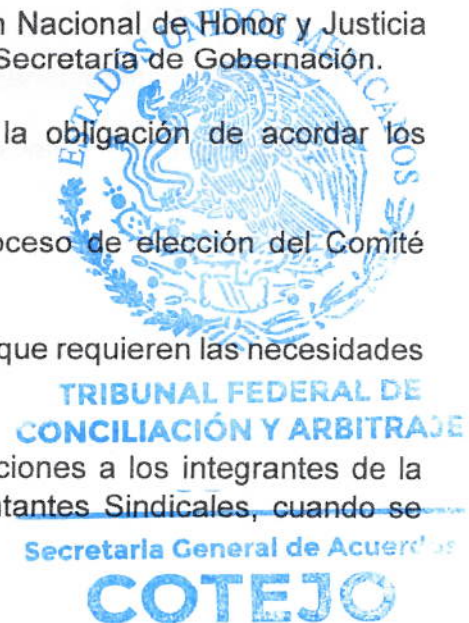 n Nacional de Honor y Justicia
Secretaría de Gobernación.
ESTADOS UNIDOS MEXICANOS
la obligación de acordar los
oceso de elección del Comité
que requieren las necesidades
TRIBUNAL FEDERAL DE
CONCILIACIÓN Y ARBITRAJE
ciones a los integrantes de la
ntantes Sindicales, cuando se
Secretaria General de Acuerdos
COTEJO